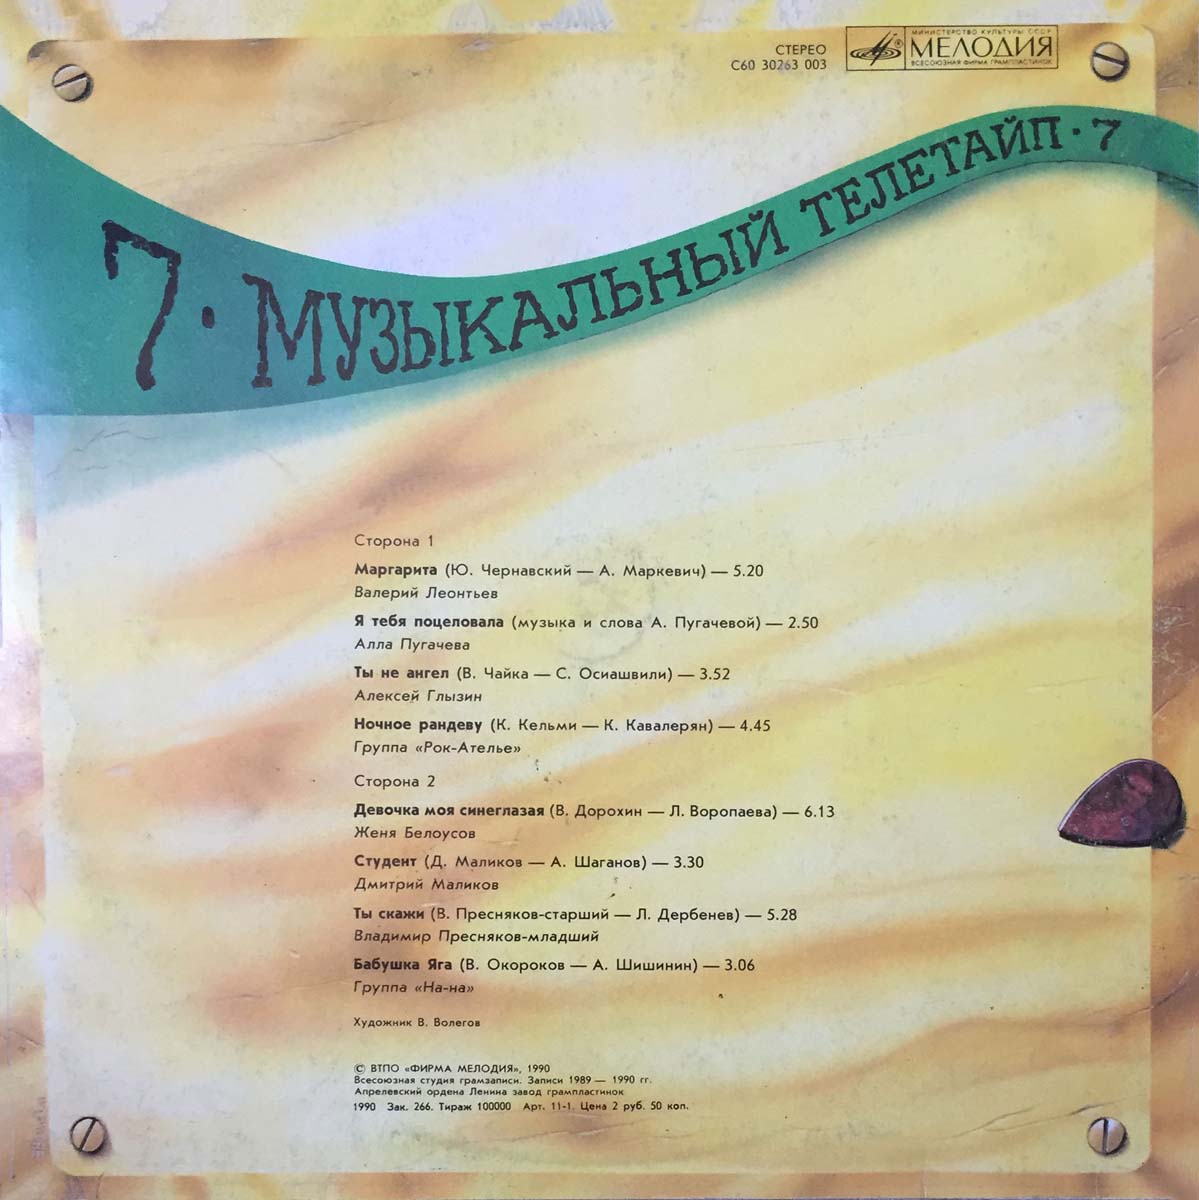 СТЕРЕО
С60 30263 003
МИНИСТЕРСТВО КУЛЬТУРЫ СССР
МЕЛОДИЯ
ВСЕСОЮЗНАЯ ФИРМА ГРАМПЛАСТИНОК
7 · МУЗЫКАЛЬНЫЙ ТЕЛЕТАЙП · 7
Сторона 1
Маргарита (Ю. Чернавский — А. Маркевич) — 5.20
Валерий Леонтьев
Я тебя поцеловала (музыка и слова А. Пугачевой) — 2.50
Алла Пугачева
Ты не ангел (В. Чайка — С. Осиашвили) — 3.52
Алексей Глызин
Ночное рандеву (К. Кельми — К. Кавалерян) — 4.45
Группа «Рок-Ателье»
Сторона 2
Девочка моя синеглазая (В. Дорохин — Л. Воропаева) — 6.13
Женя Белоусов
Студент (Д. Маликов — А. Шаганов) — 3.30
Дмитрий Маликов
Ты скажи (В. Пресняков-старший — Л. Дербенев) — 5.28
Владимир Пресняков-младший
Бабушка Яга (В. Окороков — А. Шишинин) — 3.06
Группа «На-на»
Художник В. Волегов
© ВТПО «ФИРМА МЕЛОДИЯ», 1990
Всесоюзная студия грамзаписи. Записи 1989 — 1990 гг.
Апрелевский ордена Ленина завод грампластинок
1990 Зак. 266. Тираж 100000 Арт. 11-1. Цена 2 руб. 50 коп.